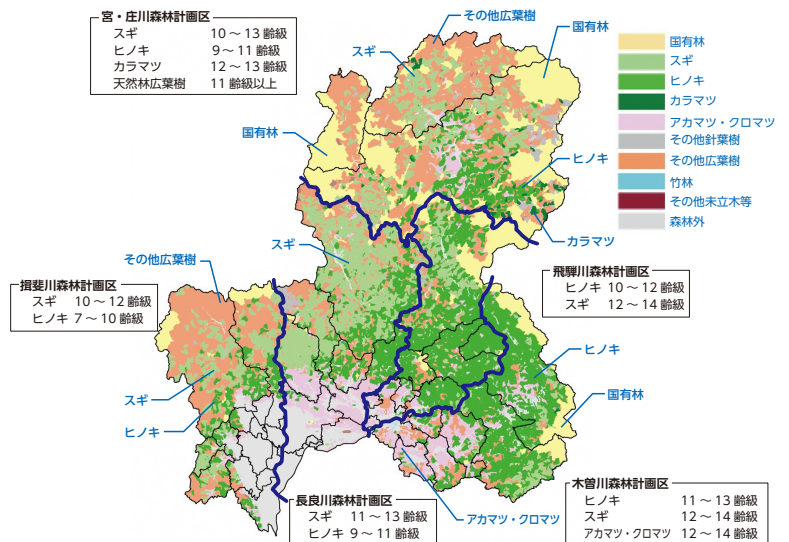 宮・庄川森林計画区
スギ 10～13齢級
ヒノキ 9～11齢級
カラマツ 12～13齢級
天然林広葉樹 11齢級以上
その他広葉樹
スギ
国有林
国有林
ヒノキ
カラマツ
国有林
スギ
ヒノキ
カラマツ
アカマツ・クロマツ
その他針葉樹
その他広葉樹
竹林
その他未立木等
森林外
スギ
その他広葉樹
揖斐川森林計画区
スギ 10～12齢級
ヒノキ 7～10齢級
飛騨川森林計画区
ヒノキ 10～12齢級
スギ 12～14齢級
ヒノキ
国有林
スギ
ヒノキ
長良川森林計画区
スギ 11～13齢級
ヒノキ 9～11齢級
アカマツ・クロマツ
木曽川森林計画区
ヒノキ 11～13齢級
スギ 12～14齢級
アカマツ・クロマツ 12～14齢級